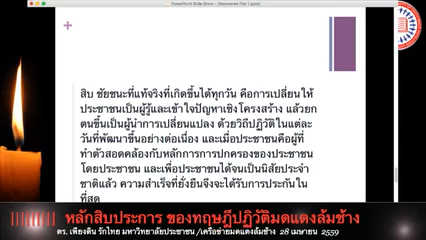 PowerPoint Slide Show - [Recovered File 1.pptx]
+
สิบ ชัยชนะที่แท้จริงที่เกิดขึ้นได้ทุกวัน คือการเปลี่ยนให้
ประชาชนเป็นผู้รู้และเข้าใจปัญหาเชิงโครงสร้าง แล้วยก
ตนขึ้นเป็นผู้นำการเปลี่ยนแปลง ด้วยวิถีปฏิบัติในแต่ละ
วันที่พัฒนาขึ้นอย่างต่อเนื่อง และเมื่อประชาชนคือผู้ที่
ทำตัวสอดคล้องกับหลักการการปกครองของประชาชน
โดยประชาชน และเพื่อประชาชนได้จนเป็นนิสัยประจำ
ชาติแล้ว ความสำเร็จที่ยั่งยืนจึงจะได้รับการประกันใน
ที่สุด
หลักสิบประการ ของทฤษฎีปฏิวัติมดแดงล้มช้าง
ดร. เพียงดิน รักไทย มหาวิทยาลัยประชาชน /เครือข่ายมดแดงล้มช้าง 28 เมษายน 2559